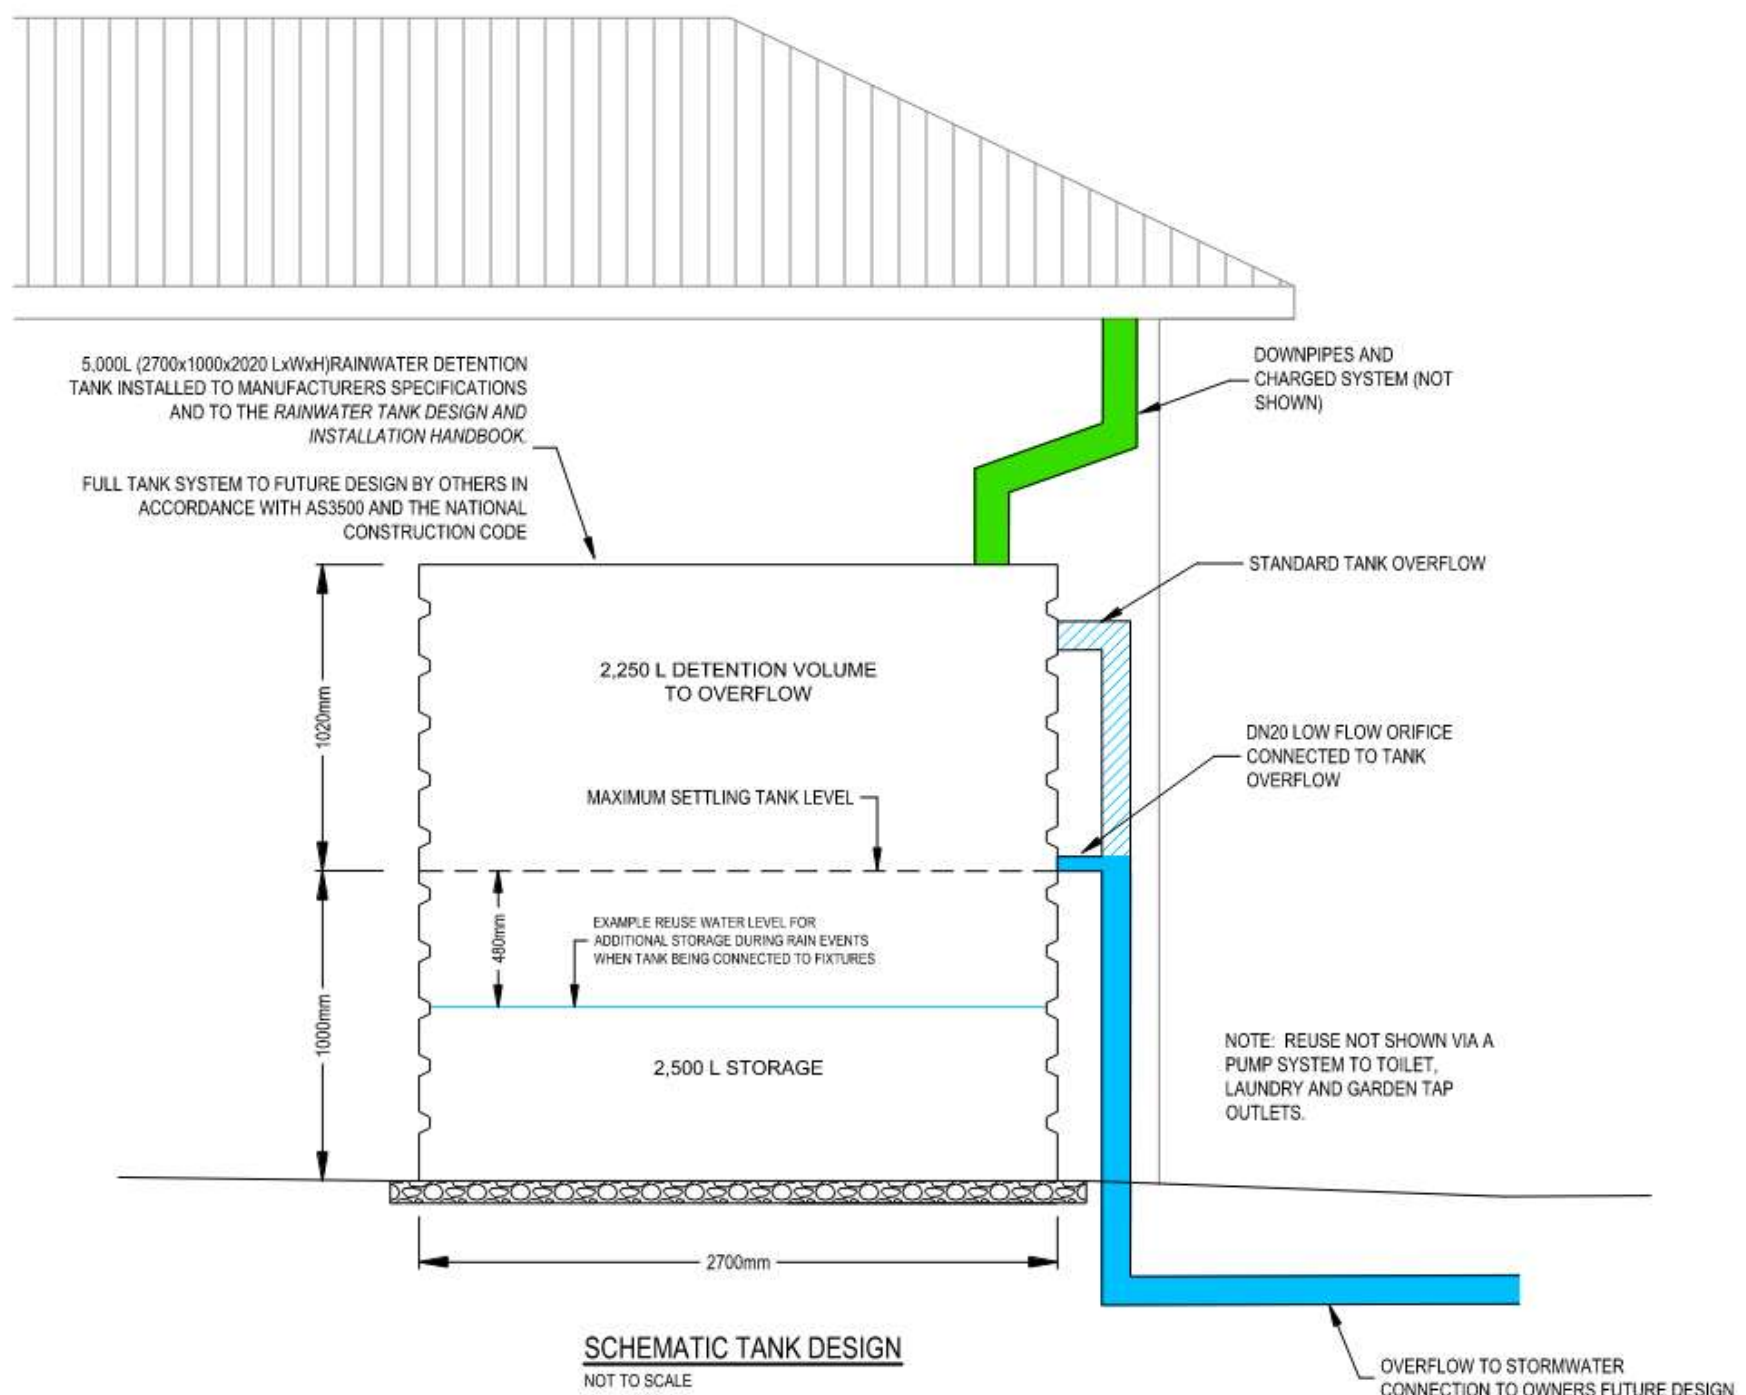 5,000L (2700x1000x2020 LxWxH)RAINWATER DETENTION
TANK INSTALLED TO MANUFACTURERS SPECIFICATIONS
AND TO THE RAINWATER TANK DESIGN AND
INSTALLATION HANDBOOK.
FULL TANK SYSTEM TO FUTURE DESIGN BY OTHERS IN
ACCORDANCE WITH AS3500 AND THE NATIONAL
CONSTRUCTION CODE
DOWNPIPES AND
CHARGED SYSTEM (NOT
SHOWN)
STANDARD TANK OVERFLOW
2,250 L DETENTION VOLUME
TO OVERFLOW
1020mm
DN20 LOW FLOW ORIFICE
CONNECTED TO TANK
OVERFLOW
MAXIMUM SETTLING TANK LEVEL
480mm
EXAMPLE REUSE WATER LEVEL FOR
ADDITIONAL STORAGE DURING RAIN EVENTS
WHEN TANK BEING CONNECTED TO FIXTURES
1000mm
2,500 L STORAGE
NOTE: REUSE NOT SHOWN VIA A
PUMP SYSTEM TO TOILET,
LAUNDRY AND GARDEN TAP
OUTLETS.
2700mm
SCHEMATIC TANK DESIGN
NOT TO SCALE
OVERFLOW TO STORMWATER
CONNECTION TO OWNERS FUTURE DESIGN